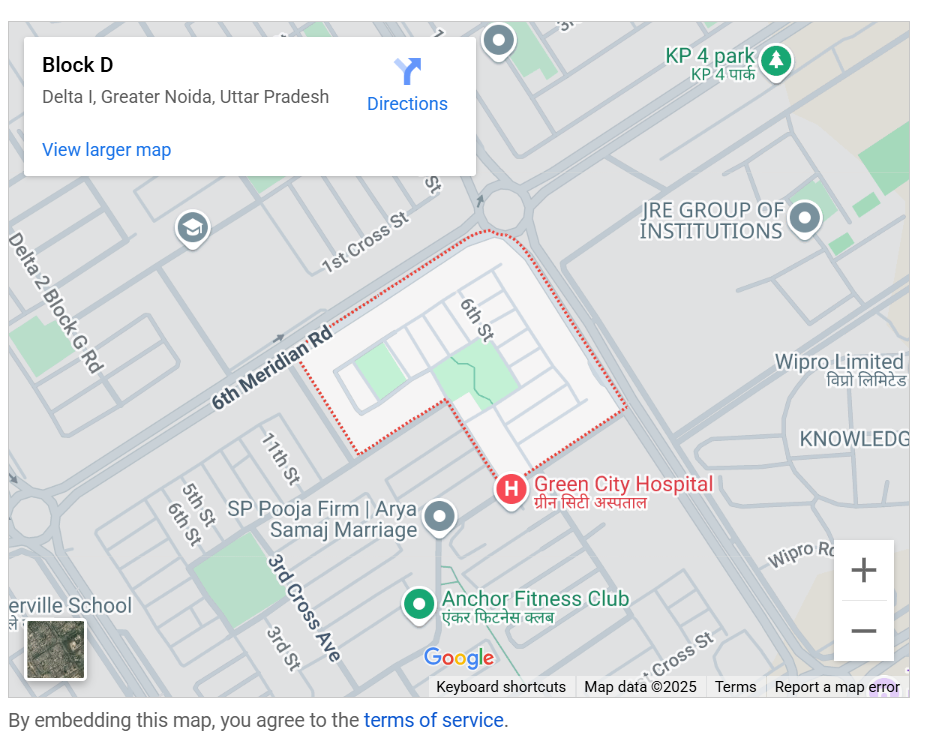 Block D
Delta I, Greater Noida, Uttar Pradesh
Directions
View larger map
KP 4 park
KP 4 पार्क
St
1st Cross St
JRE GROUP OF
INSTITUTIONS
Delta 2 Block G Rd
6th St
6th Meridian Rd
Wipro Limited
विप्रो लिमिटेड
KNOWLEDG
11th St
5th St
6th St
Green City Hospital
ग्रीन सिटी अस्पताल
SP Pooja Firm | Arya
Samaj Marriage
Wipro Rd
3rd Cross Ave
erville School
Anchor Fitness Club
एंकर फिटनेस क्लब
3rd St
Cross St
Google
Keyboard shortcuts
Map data ©2025
Terms
Report a map error
By embedding this map, you agree to the terms of service.